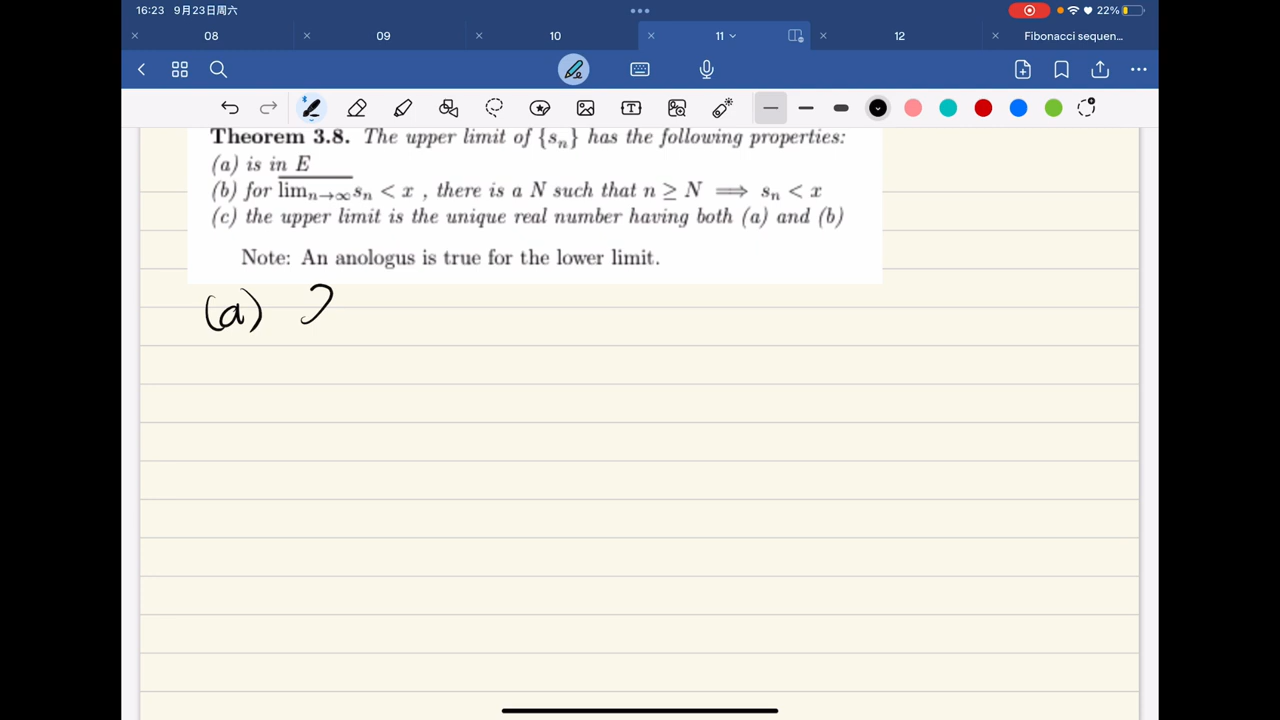 16:23 9月23日周六
22%
08 09 10 11 12 Fibonacci sequen...
Theorem 3.8. The upper limit of {sₙ} has the following properties:
(a) is in E
(b) for \overline{lim}ₙ→∞ sₙ < x , there is a N such that n ≥ N ⟹ sₙ < x
(c) the upper limit is the unique real number having both (a) and (b)
Note: An anologus is true for the lower limit.
(a)